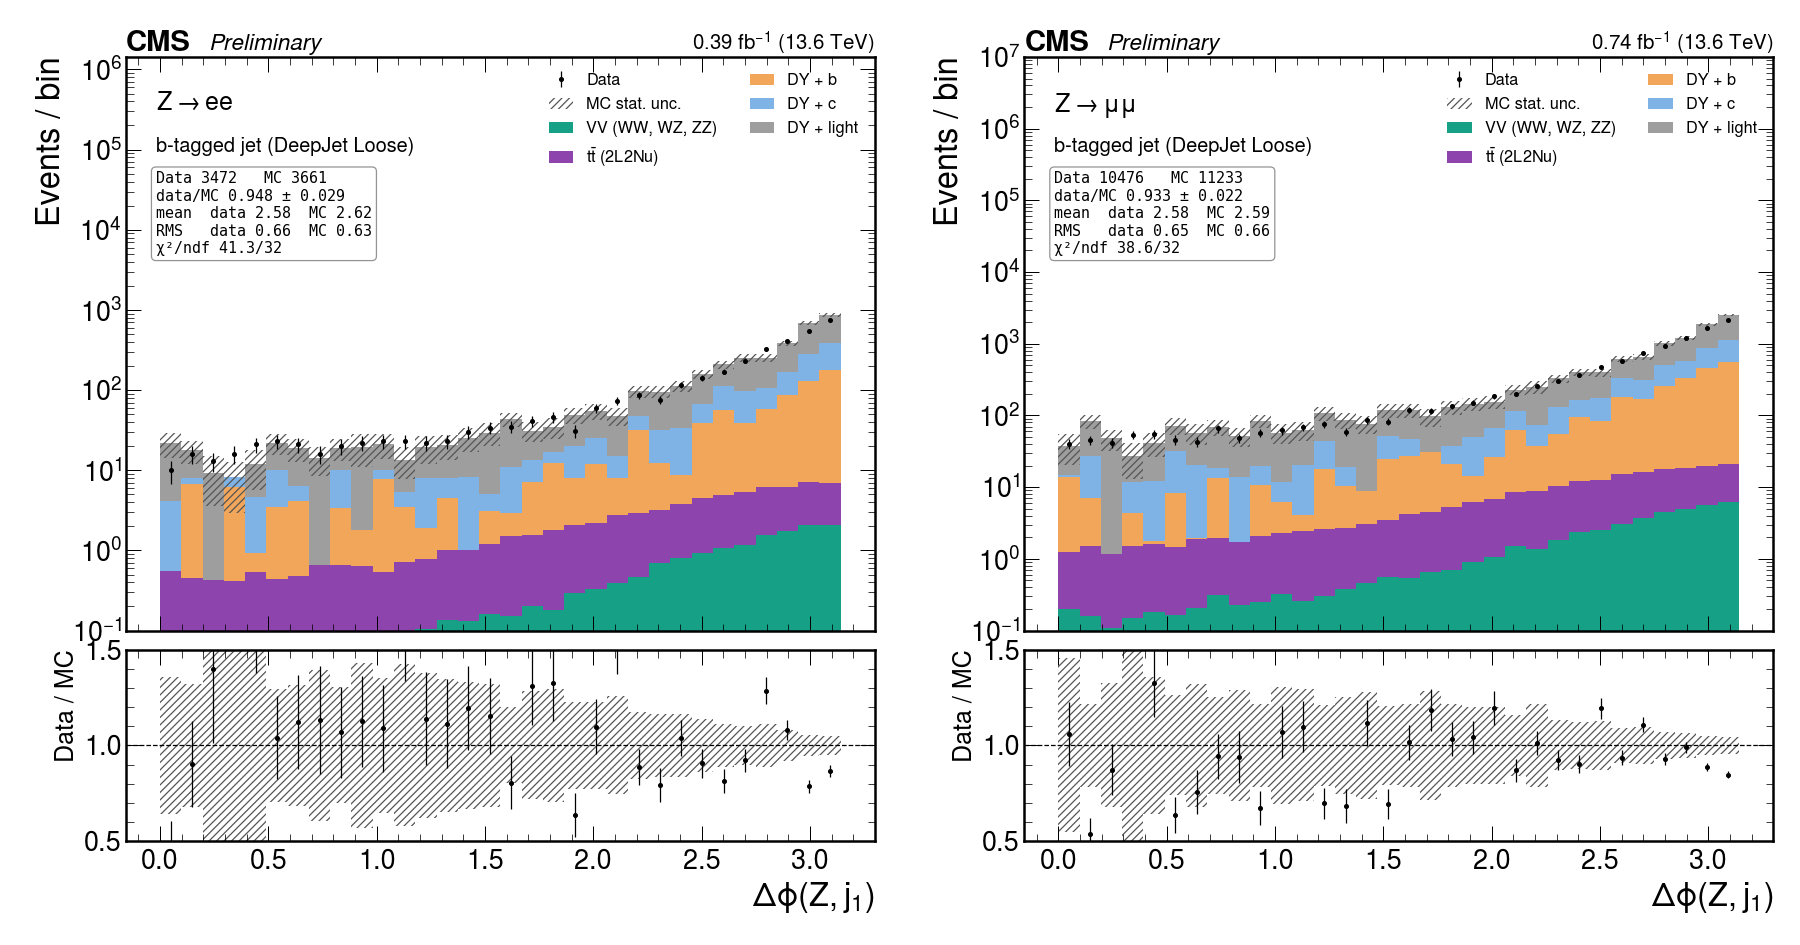 CMS Preliminary 0.39 fb⁻¹ (13.6 TeV)
Events / bin
10⁶
10⁵
10⁴
10³
10²
10¹
10⁰
10⁻¹
Z → ee
b-tagged jet (DeepJet Loose)
Data 3472 MC 3661
data/MC 0.948 ± 0.029
mean data 2.58 MC 2.62
RMS data 0.66 MC 0.63
χ²/ndf 41.3/32
Data
MC stat. unc.
VV (WW, WZ, ZZ)
tt̄ (2L2Nu)
DY + b
DY + c
DY + light
Data / MC
1.5
1.0
0.5
0.0 0.5 1.0 1.5 2.0 2.5 3.0
Δϕ(Z, j₁)
CMS Preliminary 0.74 fb⁻¹ (13.6 TeV)
Events / bin
10⁷
10⁶
10⁵
10⁴
10³
10²
10¹
10⁰
10⁻¹
Z → μμ
b-tagged jet (DeepJet Loose)
Data 10476 MC 11233
data/MC 0.933 ± 0.022
mean data 2.58 MC 2.59
RMS data 0.65 MC 0.66
χ²/ndf 38.6/32
Data
MC stat. unc.
VV (WW, WZ, ZZ)
tt̄ (2L2Nu)
DY + b
DY + c
DY + light
Data / MC
1.5
1.0
0.5
0.0 0.5 1.0 1.5 2.0 2.5 3.0
Δϕ(Z, j₁)